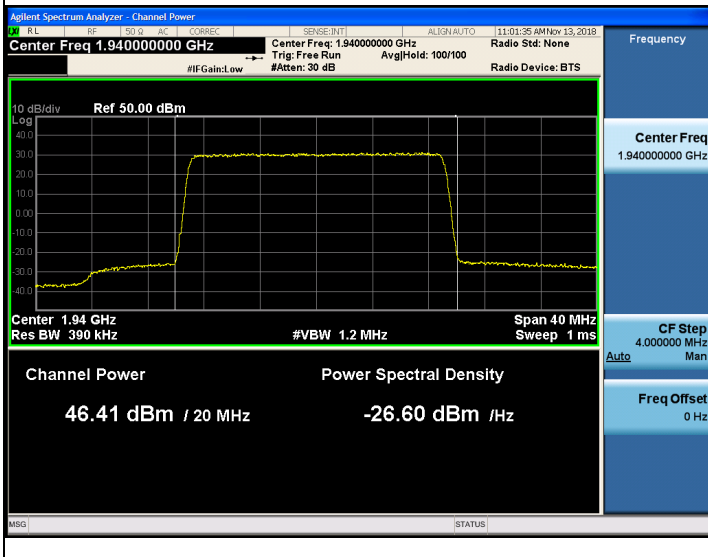 Agilent Spectrum Analyzer - Channel Power
RL RF 50 Ω AC CORREC SENSE:INT ALIGN AUTO 11:01:35 AM Nov 13, 2018
Center Freq 1.940000000 GHz Center Freq: 1.940000000 GHz Radio Std: None
Trig: Free Run Avg|Hold: 100/100
#IFGain:Low #Atten: 30 dB Radio Device: BTS
Frequency
10 dB/div Ref 50.00 dBm
Log
40.0
30.0
20.0
10.0
0.00
-10.0
-20.0
-30.0
-40.0
Center 1.94 GHz Span 40 MHz
Res BW 390 kHz #VBW 1.2 MHz Sweep 1 ms
Channel Power Power Spectral Density
46.41 dBm / 20 MHz -26.60 dBm /Hz
Center Freq
1.940000000 GHz
CF Step
4.000000 MHz
Auto Man
Freq Offset
0 Hz
MSG STATUS